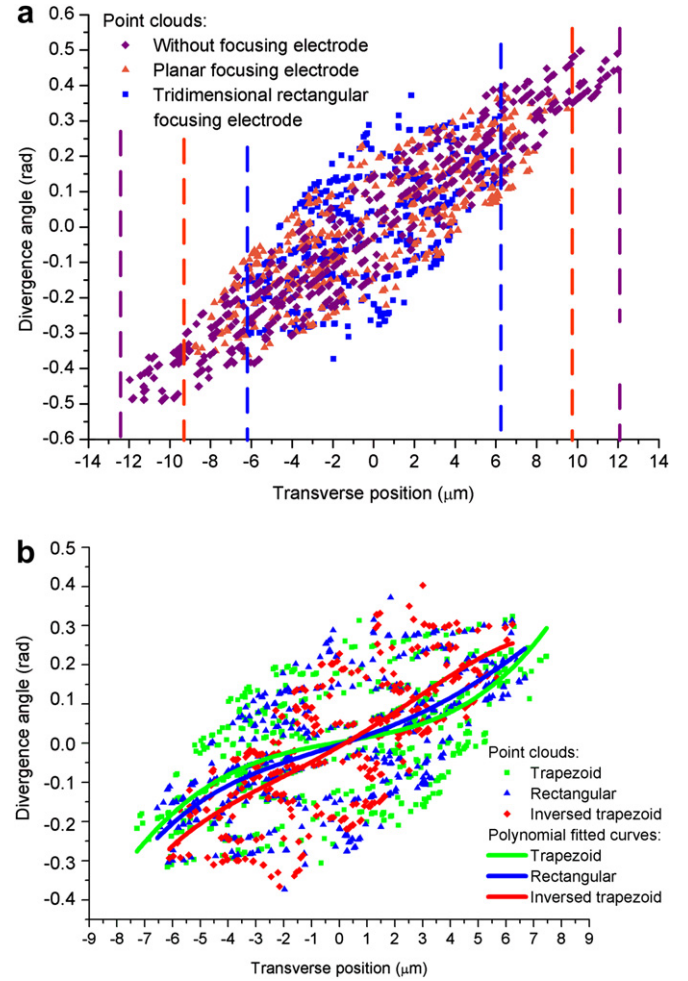 a
Point clouds:
Without focusing electrode
Planar focusing electrode
Tridimensional rectangular
focusing electrode
0.6
0.5
0.4
0.3
0.2
0.1
0.0
-0.1
-0.2
-0.3
-0.4
-0.5
-0.6
Divergence angle (rad)
-14 -12 -10 -8 -6 -4 -2 0 2 4 6 8 10 12 14
Transverse position (μm)
b
0.5
0.4
0.3
0.2
0.1
0.0
-0.1
-0.2
-0.3
-0.4
Divergence angle (rad)
Point clouds:
Trapezoid
Rectangular
Inversed trapezoid
Polynomial fitted curves:
Trapezoid
Rectangular
Inversed trapezoid
-9 -8 -7 -6 -5 -4 -3 -2 -1 0 1 2 3 4 5 6 7 8 9
Transverse position (μm)